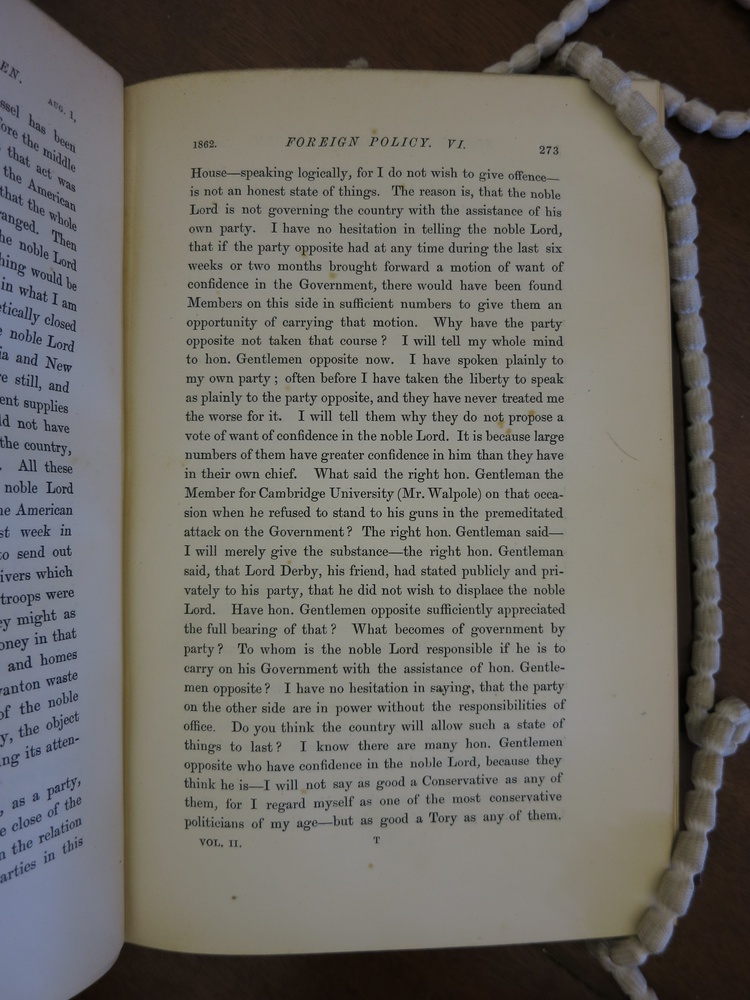 EN.
AUG. 1,
ssel has been
ore the middle
that act was
the American
that the whole
anged. Then
he noble Lord
hing would be
in what I am
etically closed
noble Lord
ia and New
e still, and
ent supplies
ld not have
the country,
. All these
noble Lord
he American
st week in
to send out
ivers which
troops were
ey might as
oney in that
and homes
vanton waste
of the noble
y, the object
ng its atten-
, as a party,
e close of the
n the relation
arties in this
1862. FOREIGN POLICY. VI. 273
House—speaking logically, for I do not wish to give offence—
is not an honest state of things. The reason is, that the noble
Lord is not governing the country with the assistance of his
own party. I have no hesitation in telling the noble Lord,
that if the party opposite had at any time during the last six
weeks or two months brought forward a motion of want of
confidence in the Government, there would have been found
Members on this side in sufficient numbers to give them an
opportunity of carrying that motion. Why have the party
opposite not taken that course? I will tell my whole mind
to hon. Gentlemen opposite now. I have spoken plainly to
my own party; often before I have taken the liberty to speak
as plainly to the party opposite, and they have never treated me
the worse for it. I will tell them why they do not propose a
vote of want of confidence in the noble Lord. It is because large
numbers of them have greater confidence in him than they have
in their own chief. What said the right hon. Gentleman the
Member for Cambridge University (Mr. Walpole) on that occa-
sion when he refused to stand to his guns in the premeditated
attack on the Government? The right hon. Gentleman said—
I will merely give the substance—the right hon. Gentleman
said, that Lord Derby, his friend, had stated publicly and pri-
vately to his party, that he did not wish to displace the noble
Lord. Have hon. Gentlemen opposite sufficiently appreciated
the full bearing of that? What becomes of government by
party? To whom is the noble Lord responsible if he is to
carry on his Government with the assistance of hon. Gentle-
men opposite? I have no hesitation in saying, that the party
on the other side are in power without the responsibilities of
office. Do you think the country will allow such a state of
things to last? I know there are many hon. Gentlemen
opposite who have confidence in the noble Lord, because they
think he is—I will not say as good a Conservative as any of
them, for I regard myself as one of the most conservative
politicians of my age—but as good a Tory as any of them.
VOL. II. T